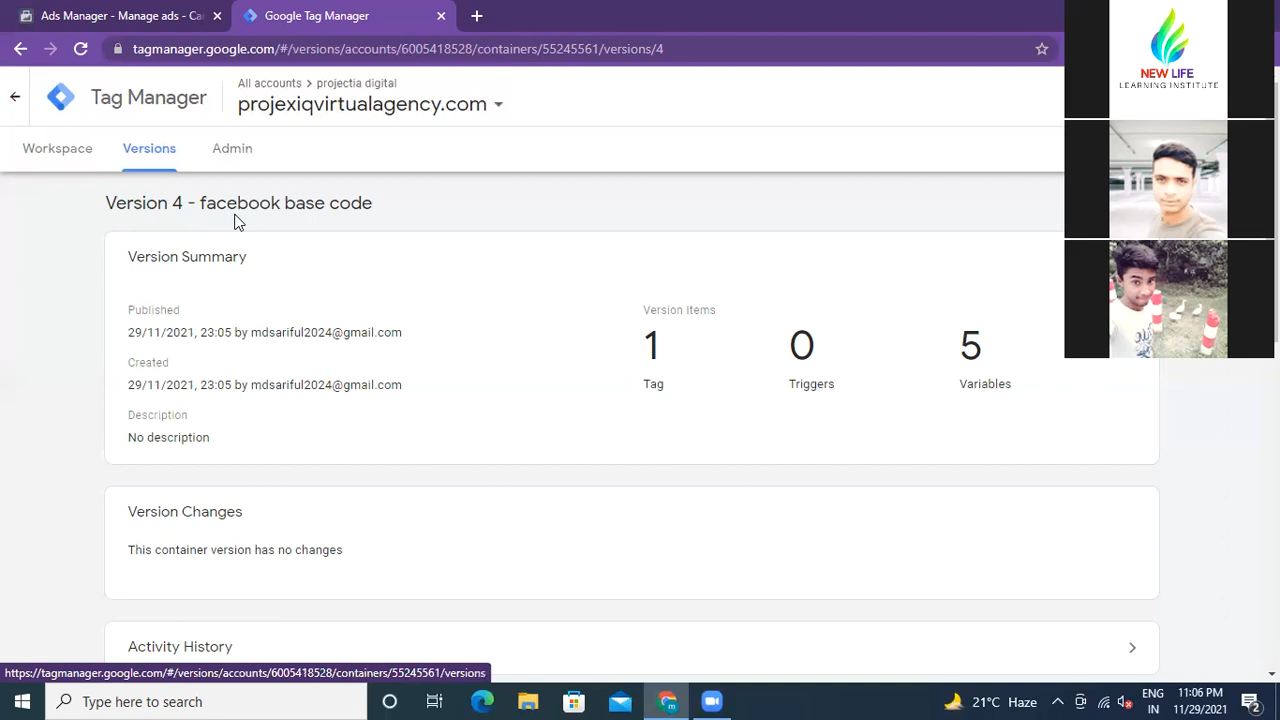 Ads Manager - Manage ads - Ca
Google Tag Manager
tagmanager.google.com/#/versions/accounts/6005418528/containers/55245561/versions/4
Tag Manager
All accounts > projectia digital
projexiqvirtualagency.com
Workspace
Versions
Admin
Version 4 - facebook base code
Version Summary
Published
29/11/2021, 23:05 by mdsariful2024@gmail.com
Created
29/11/2021, 23:05 by mdsariful2024@gmail.com
Description
No description
Version Items
1
0
5
Tag
Triggers
Variables
Version Changes
This container version has no changes
Activity History
https://tagmanager.google.com/#/versions/accounts/6005418528/containers/55245561/versions
Type here to search
21°C Haze
ENG
IN
11:06 PM
11/29/2021
2
NEW LIFE
LEARNING INSTITUTE